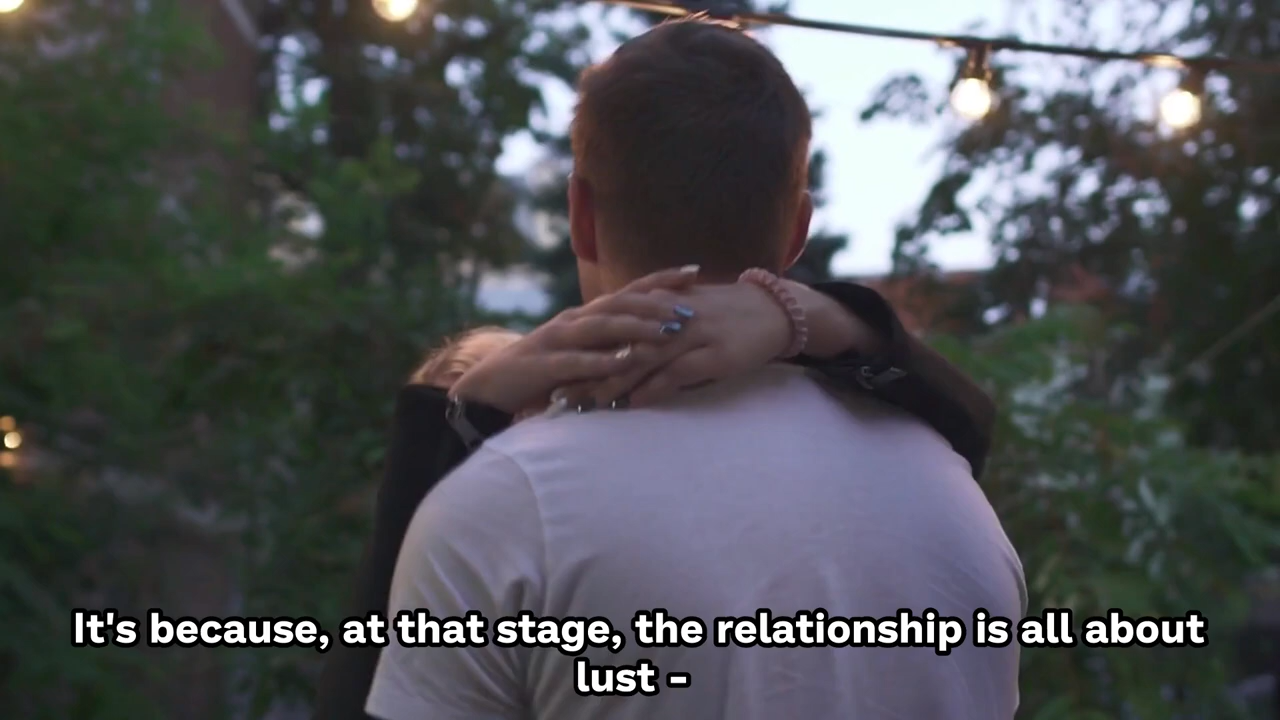 It's because, at that stage, the relationship is all about
lust -